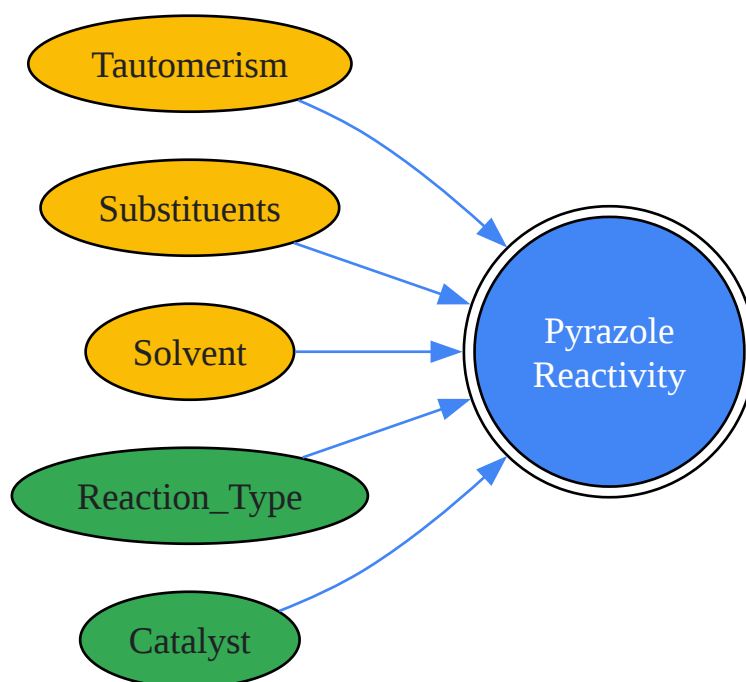 Tautomerism
Substituents
Solvent
Reaction_Type
Catalyst
Pyrazole
Reactivity